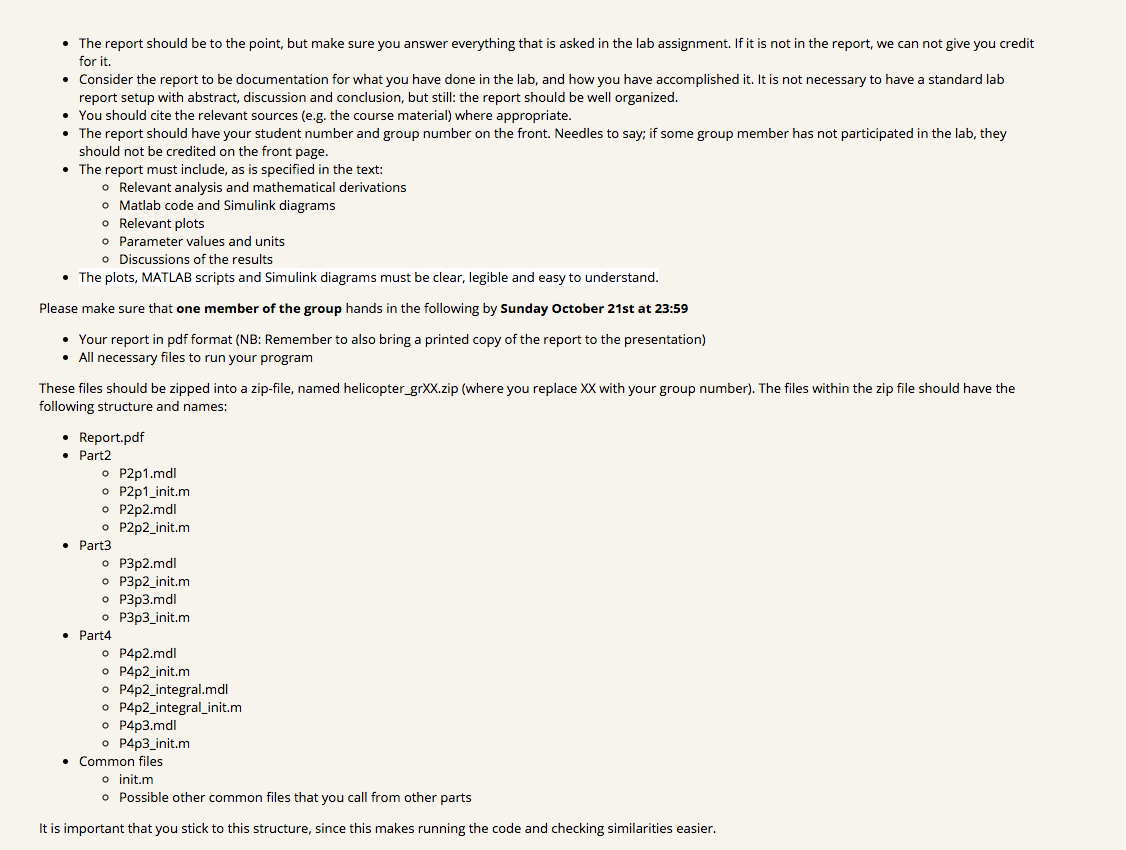 • The report should be to the point, but make sure you answer everything that is asked in the lab assignment. If it is not in the report, we can not give you credit
for it.
• Consider the report to be documentation for what you have done in the lab, and how you have accomplished it. It is not necessary to have a standard lab
report setup with abstract, discussion and conclusion, but still: the report should be well organized.
• You should cite the relevant sources (e.g. the course material) where appropriate.
• The report should have your student number and group number on the front. Needles to say; if some group member has not participated in the lab, they
should not be credited on the front page.
• The report must include, as is specified in the text:
○ Relevant analysis and mathematical derivations
○ Matlab code and Simulink diagrams
○ Relevant plots
○ Parameter values and units
○ Discussions of the results
• The plots, MATLAB scripts and Simulink diagrams must be clear, legible and easy to understand.
Please make sure that one member of the group hands in the following by Sunday October 21st at 23:59
• Your report in pdf format (NB: Remember to also bring a printed copy of the report to the presentation)
• All necessary files to run your program
These files should be zipped into a zip-file, named helicopter_grXX.zip (where you replace XX with your group number). The files within the zip file should have the
following structure and names:
• Report.pdf
• Part2
○ P2p1.mdl
○ P2p1_init.m
○ P2p2.mdl
○ P2p2_init.m
• Part3
○ P3p2.mdl
○ P3p2_init.m
○ P3p3.mdl
○ P3p3_init.m
• Part4
○ P4p2.mdl
○ P4p2_init.m
○ P4p2_integral.mdl
○ P4p2_integral_init.m
○ P4p3.mdl
○ P4p3_init.m
• Common files
○ init.m
○ Possible other common files that you call from other parts
It is important that you stick to this structure, since this makes running the code and checking similarities easier.